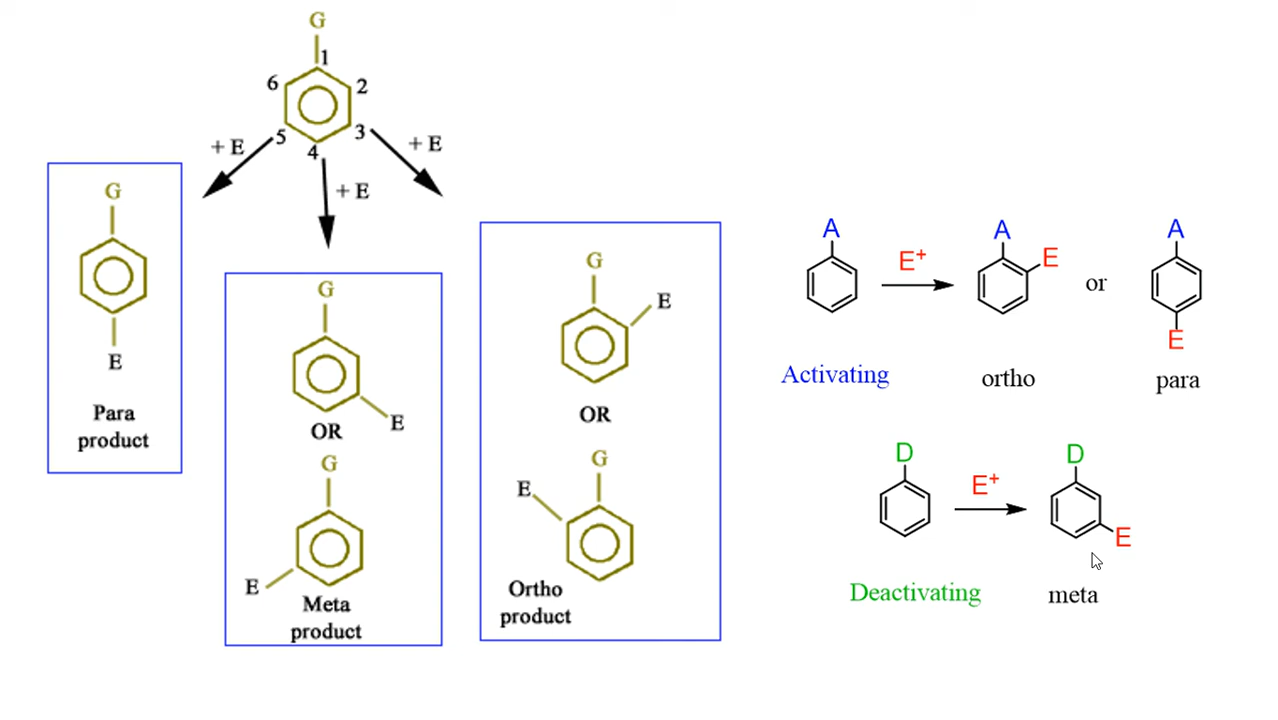 G
1
6
2
5
3
4
+ E
+ E
+ E
G
E
Para
product
G
E
OR
G
E
Meta
product
G
E
OR
G
E
Ortho
product
A
E+
A
E
or
A
E
Activating
ortho
para
D
E+
D
E
Deactivating
meta